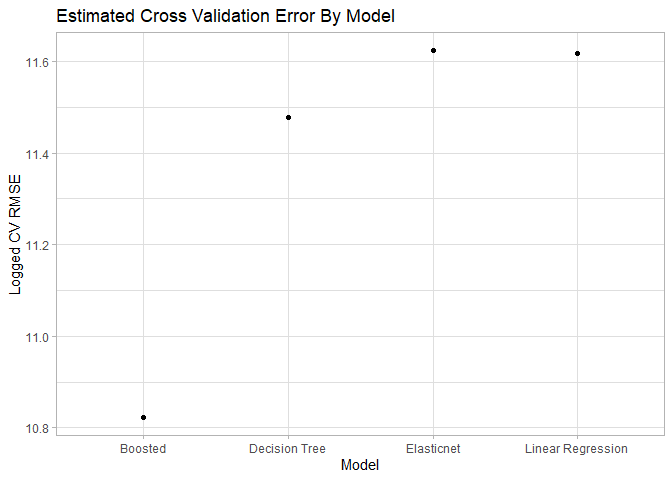 Estimated Cross Validation Error By Model
Logged CV RMSE
11.6
11.4
11.2
11.0
10.8
Boosted Decision Tree Elasticnet Linear Regression
Model